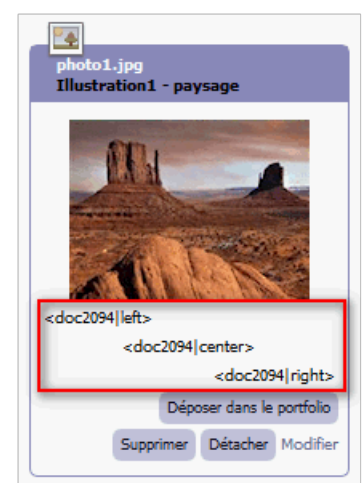 photo1.jpg
Illustration1 - paysage
<doc2094|left>
<doc2094|center>
<doc2094|right>
Déposer dans le portfolio
Supprimer Détacher Modifier